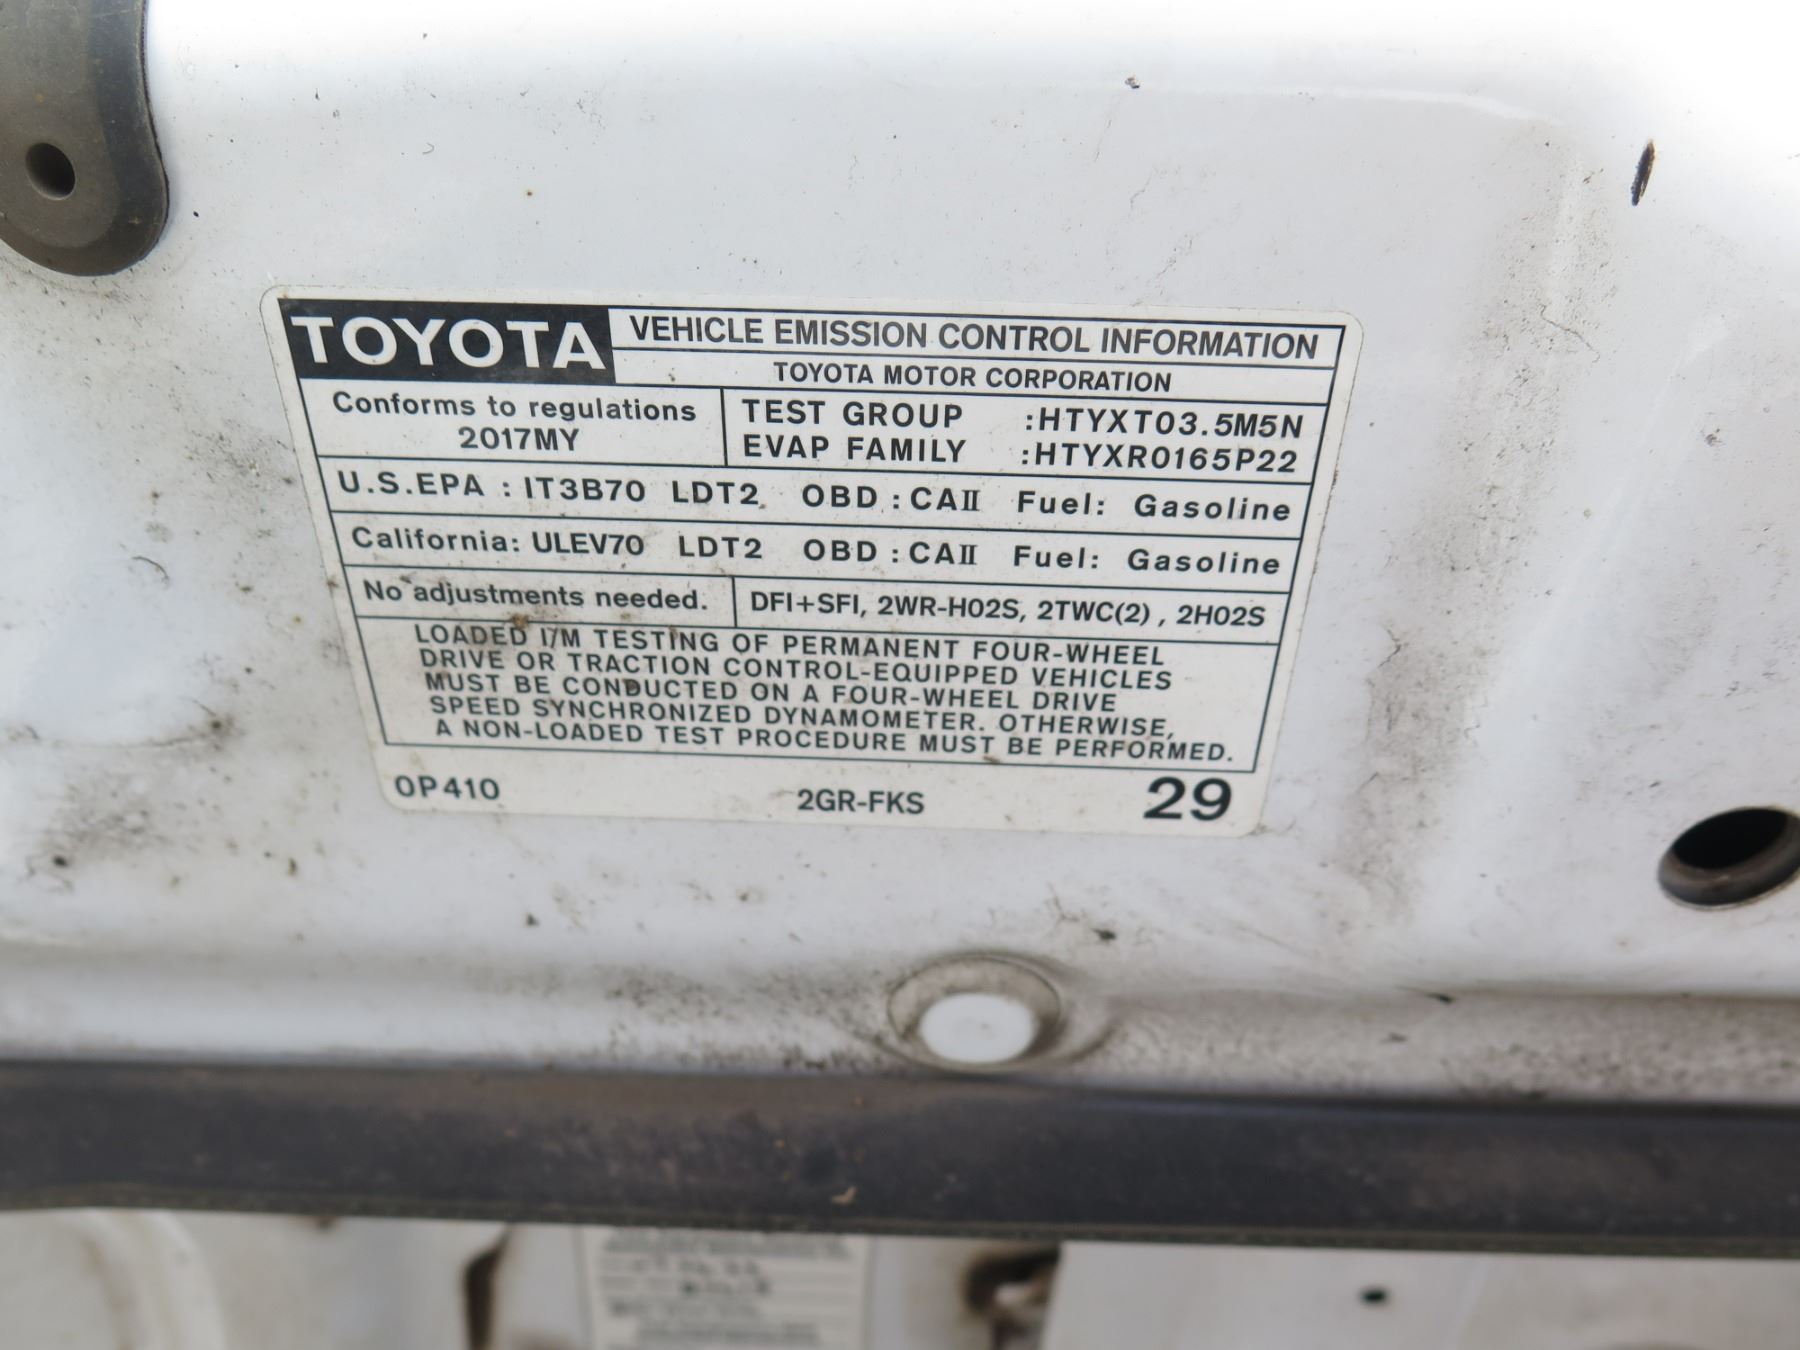 TOYOTA
VEHICLE EMISSION CONTROL INFORMATION
TOYOTA MOTOR CORPORATION
Conforms to regulations
2017MY
TEST GROUP :HTYXT03.5M5N
EVAP FAMILY :HTYXR0165P22
U.S.EPA : IT3B70 LDT2 OBD : CAII Fuel: Gasoline
California: ULEV70 LDT2 OBD : CAII Fuel: Gasoline
No adjustments needed.
DFI+SFI, 2WR-HO2S, 2TWC(2) , 2HO2S
LOADED I/M TESTING OF PERMANENT FOUR-WHEEL
DRIVE OR TRACTION CONTROL-EQUIPPED VEHICLES
MUST BE CONDUCTED ON A FOUR-WHEEL DRIVE
SPEED SYNCHRONIZED DYNAMOMETER. OTHERWISE,
A NON-LOADED TEST PROCEDURE MUST BE PERFORMED.
0P410 2GR-FKS 29